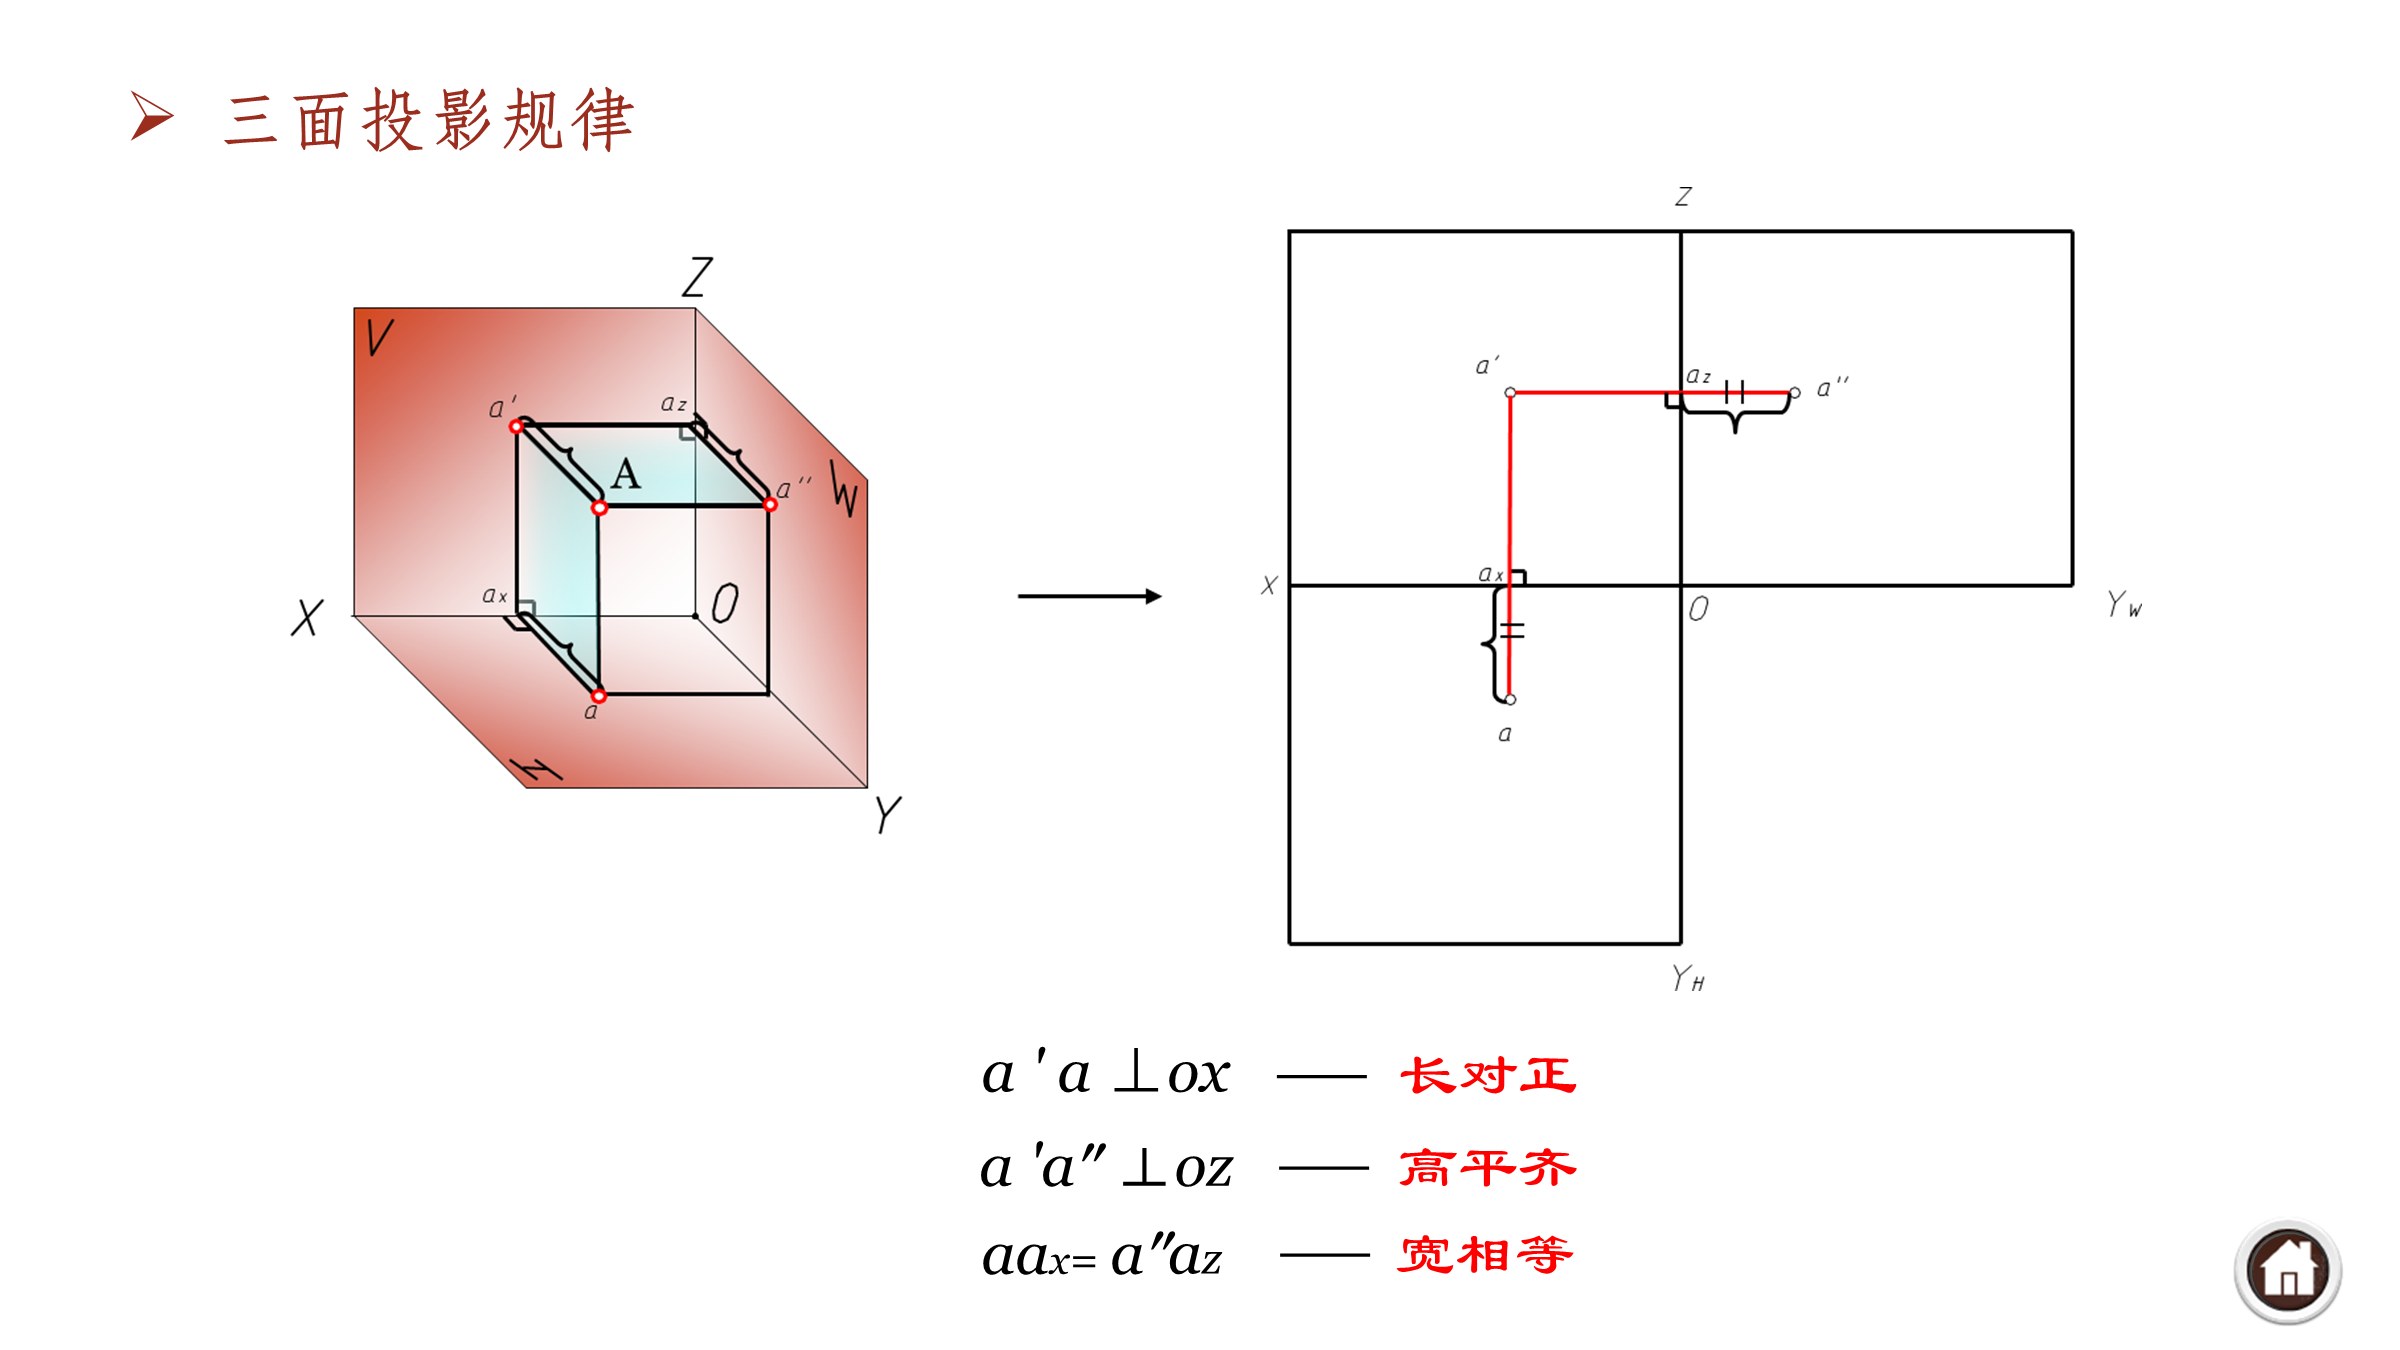 三面投影规律
Z
V
a'
az
A
a''
W
ax
X
O
a
H
Y
Z
a'
az
a''
ax
X
O
YW
a
YH
a'a⊥ox —— 长对正
a'a″⊥oz —— 高平齐
aax=a″az —— 宽相等